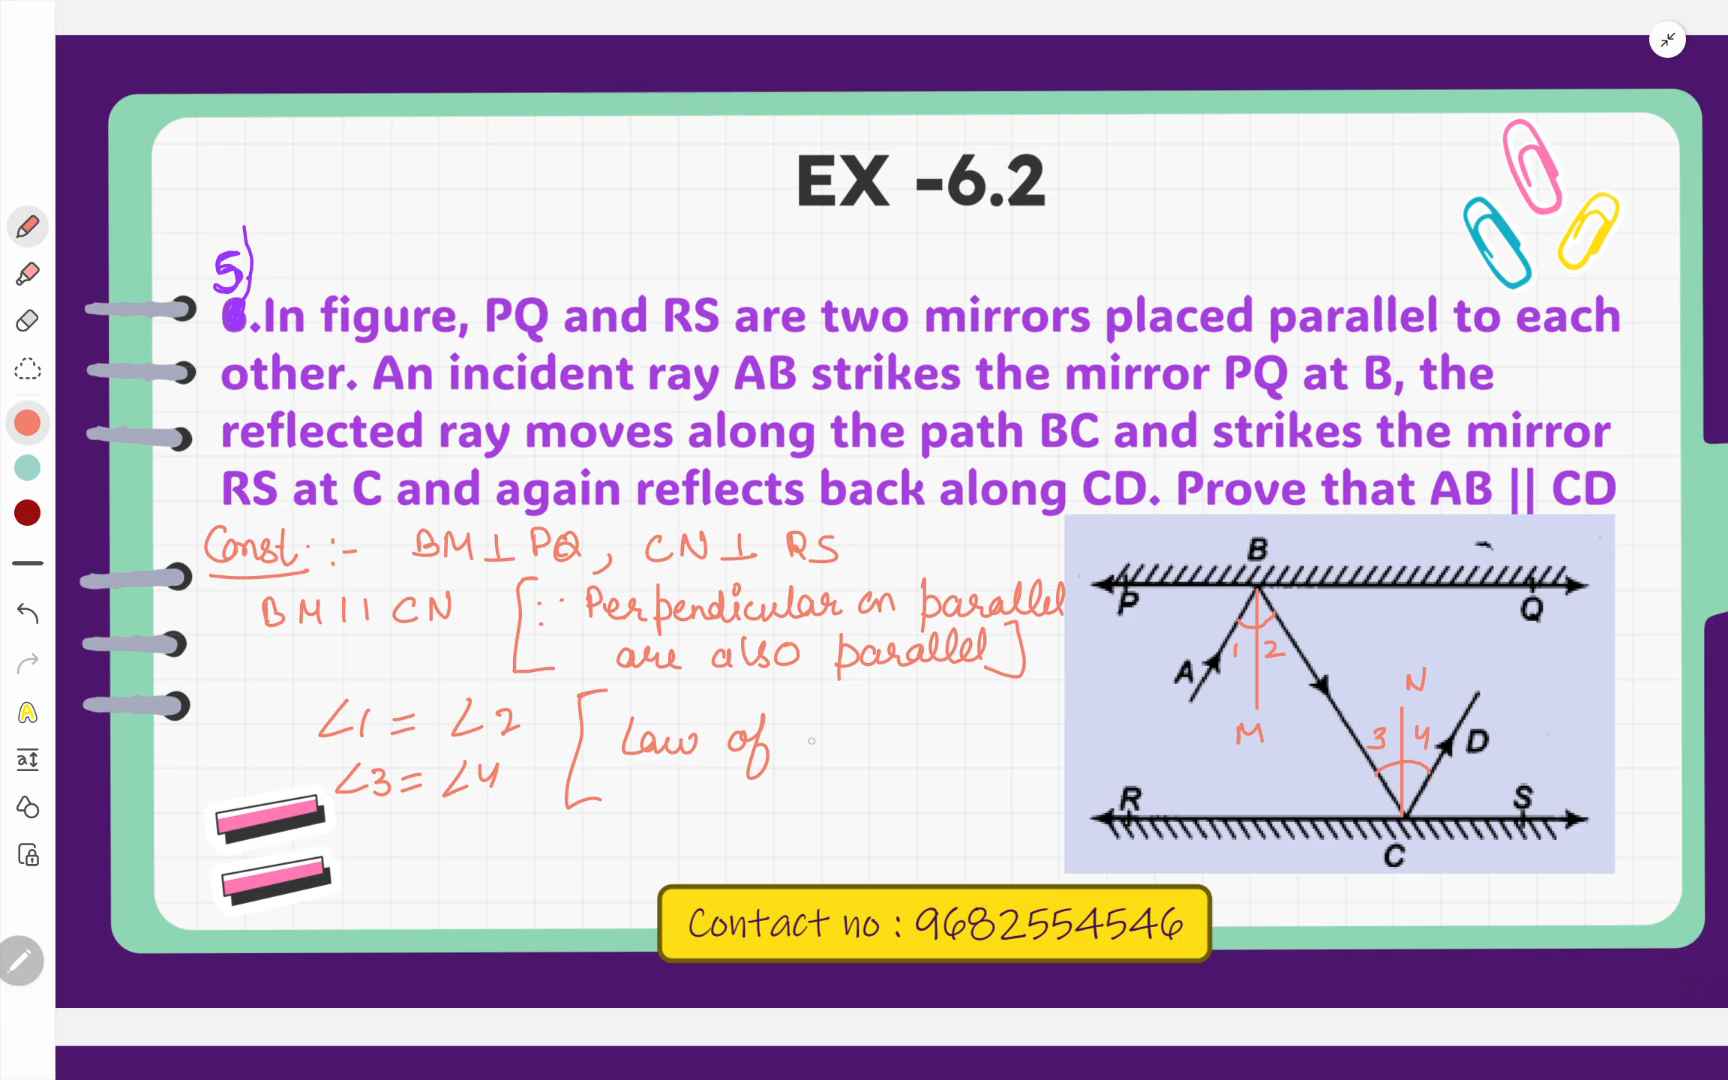 EX -6.2
5)
.In figure, PQ and RS are two mirrors placed parallel to each
other. An incident ray AB strikes the mirror PQ at B, the
reflected ray moves along the path BC and strikes the mirror
RS at C and again reflects back along CD. Prove that AB || CD
Const. :- BM ⊥ PQ, CN ⊥ RS
BM || CN [∵ Perpendicular on parallel
are also parallel]
∠1 = ∠2 [Law of
∠3 = ∠4
B
P
Q
A
1
2
M
N
3
4
D
R
S
C
Contact no : 9682554546